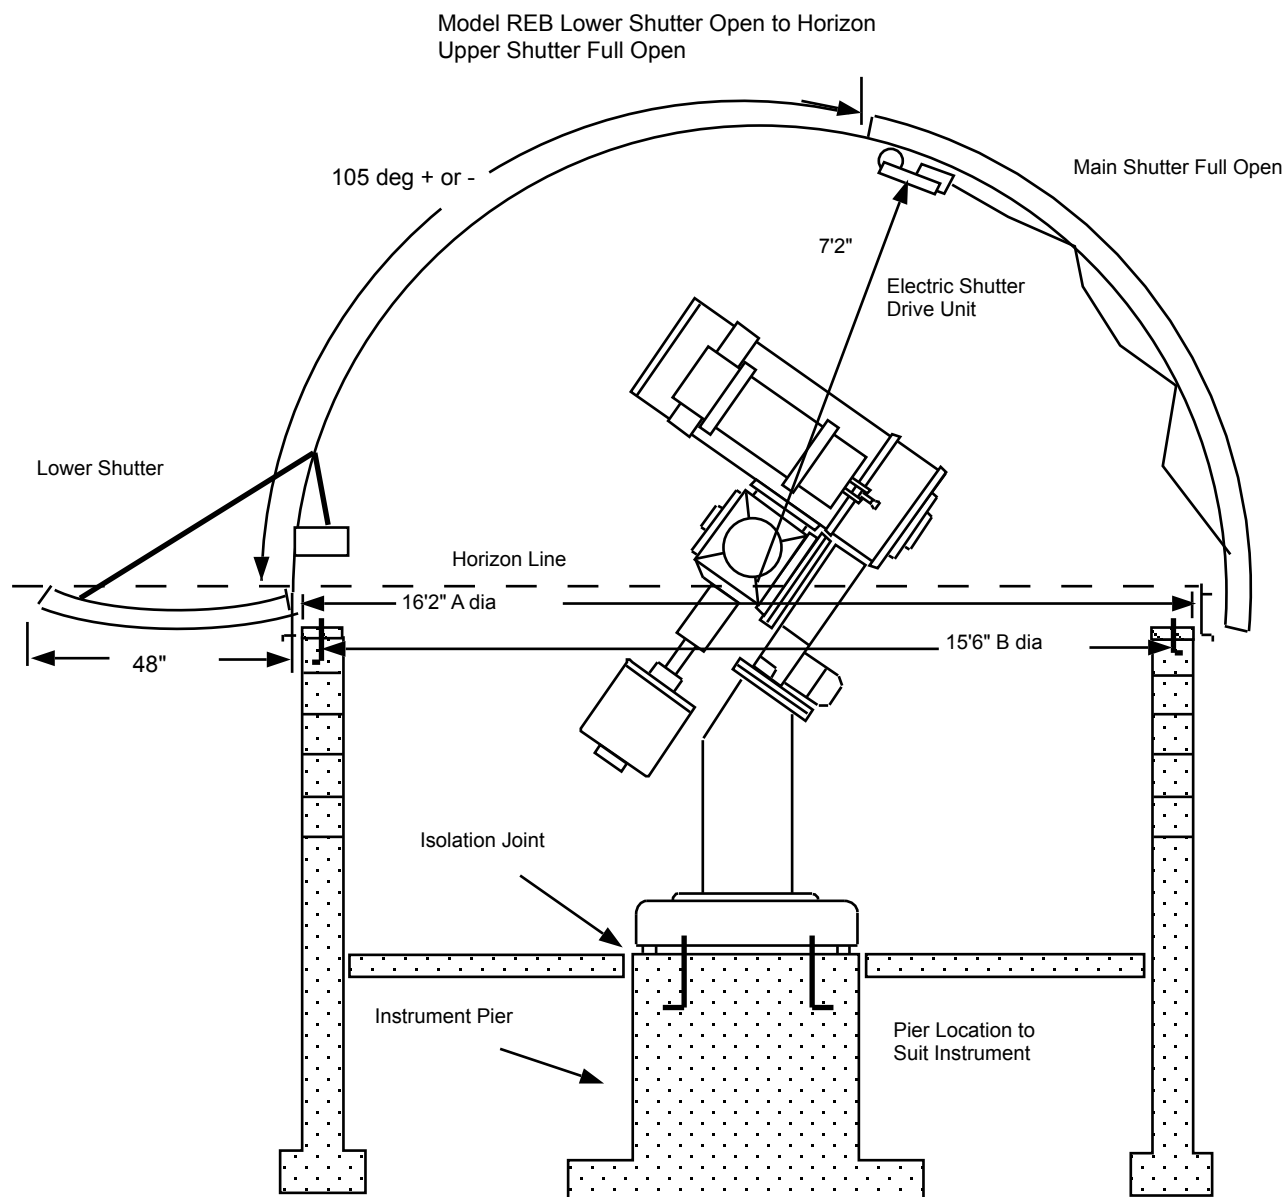 Model REB Lower Shutter Open to Horizon
Upper Shutter Full Open
105 deg + or -
Main Shutter Full Open
7'2"
Electric Shutter
Drive Unit
Lower Shutter
Horizon Line
16'2" A dia
15'6" B dia
48"
Isolation Joint
Instrument Pier
Pier Location to
Suit Instrument